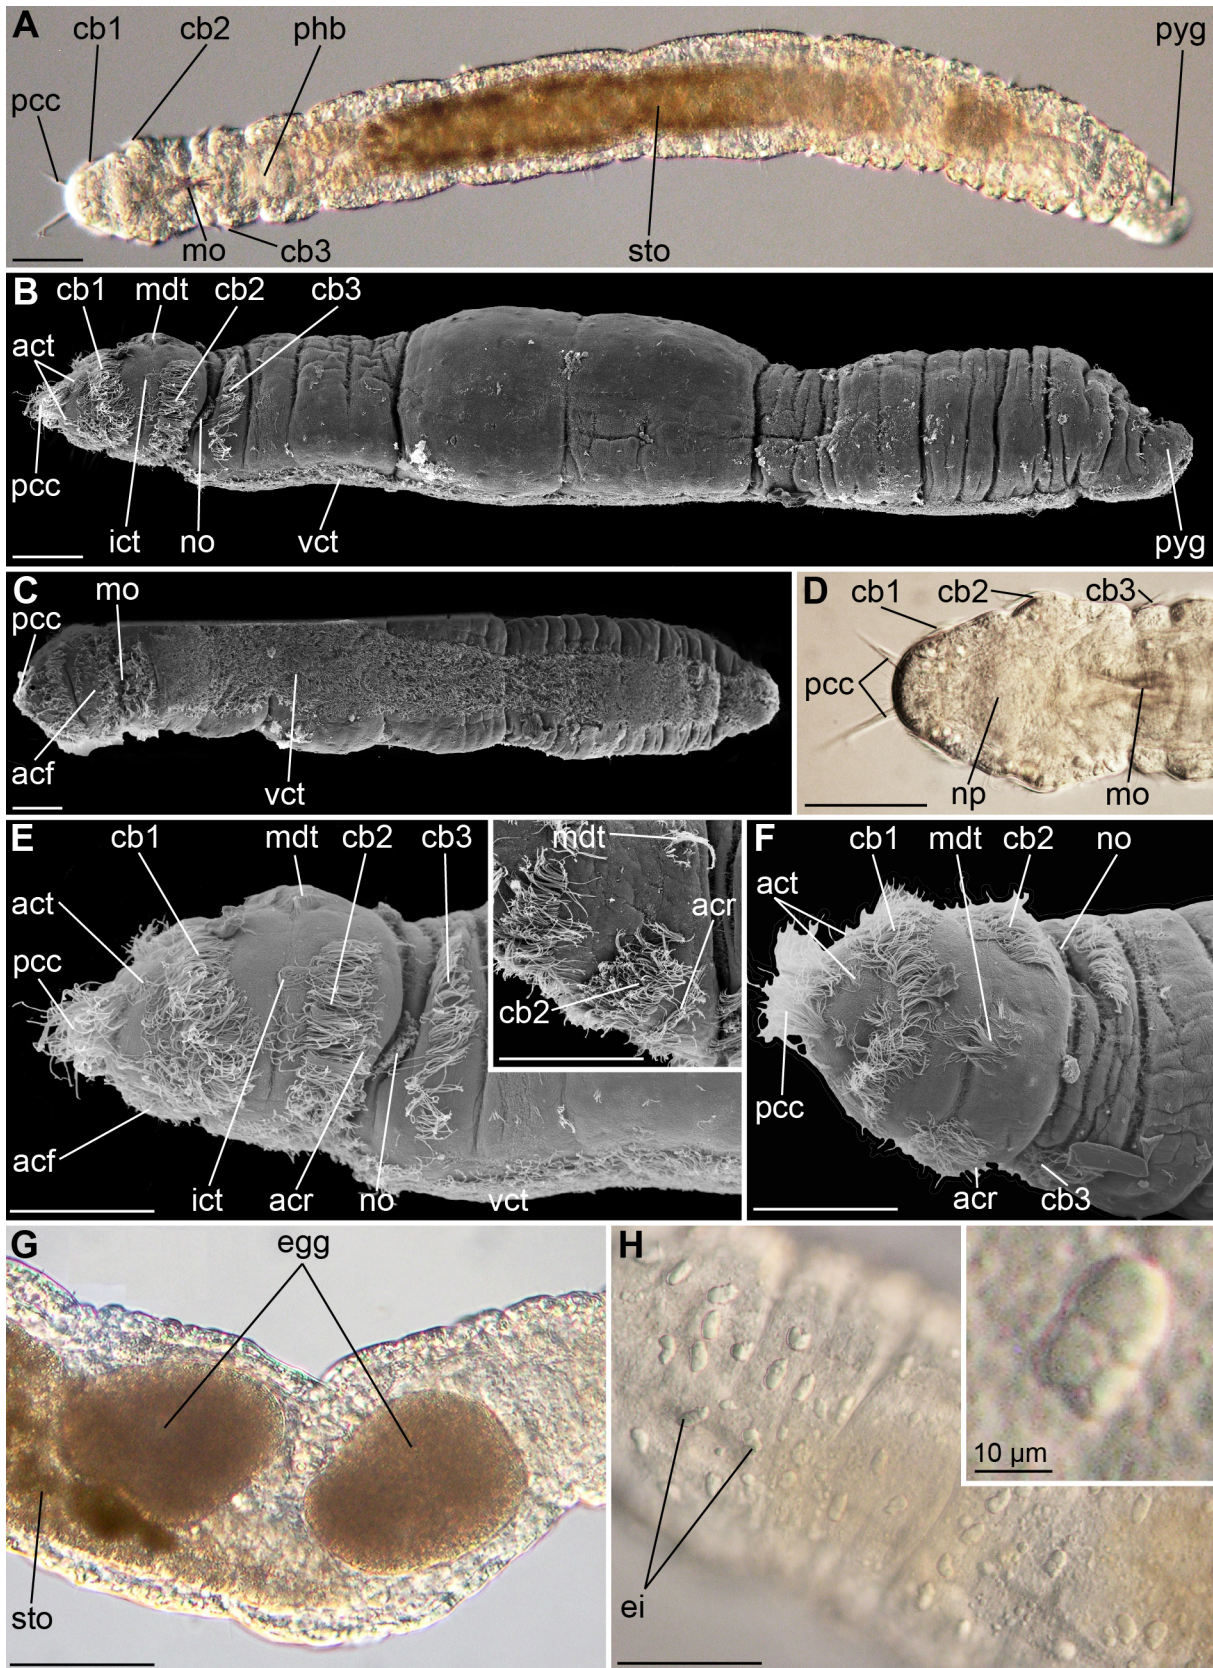 A cb1 cb2 phb pyg
pcc
mo cb3 sto
B cb1 mdt cb2 cb3
act
pcc
ict no vct pyg
C mo
pcc
acf
vct
D cb1 cb2 cb3
pcc
np mo
E cb1 mdt cb2 cb3
act
pcc
acf
ict acr no vct
mdt
acr
cb2
F cb1 mdt cb2 no
act
pcc
acr cb3
G egg
sto
H
ei
10 µm